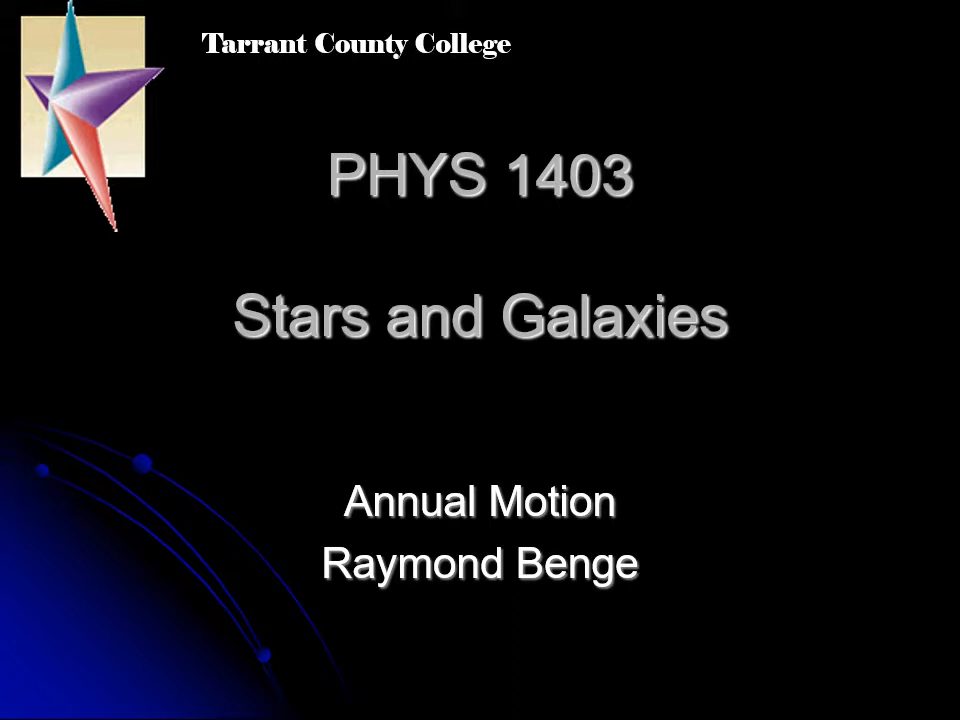 Tarrant County College
PHYS 1403
Stars and Galaxies
Annual Motion
Raymond Benge